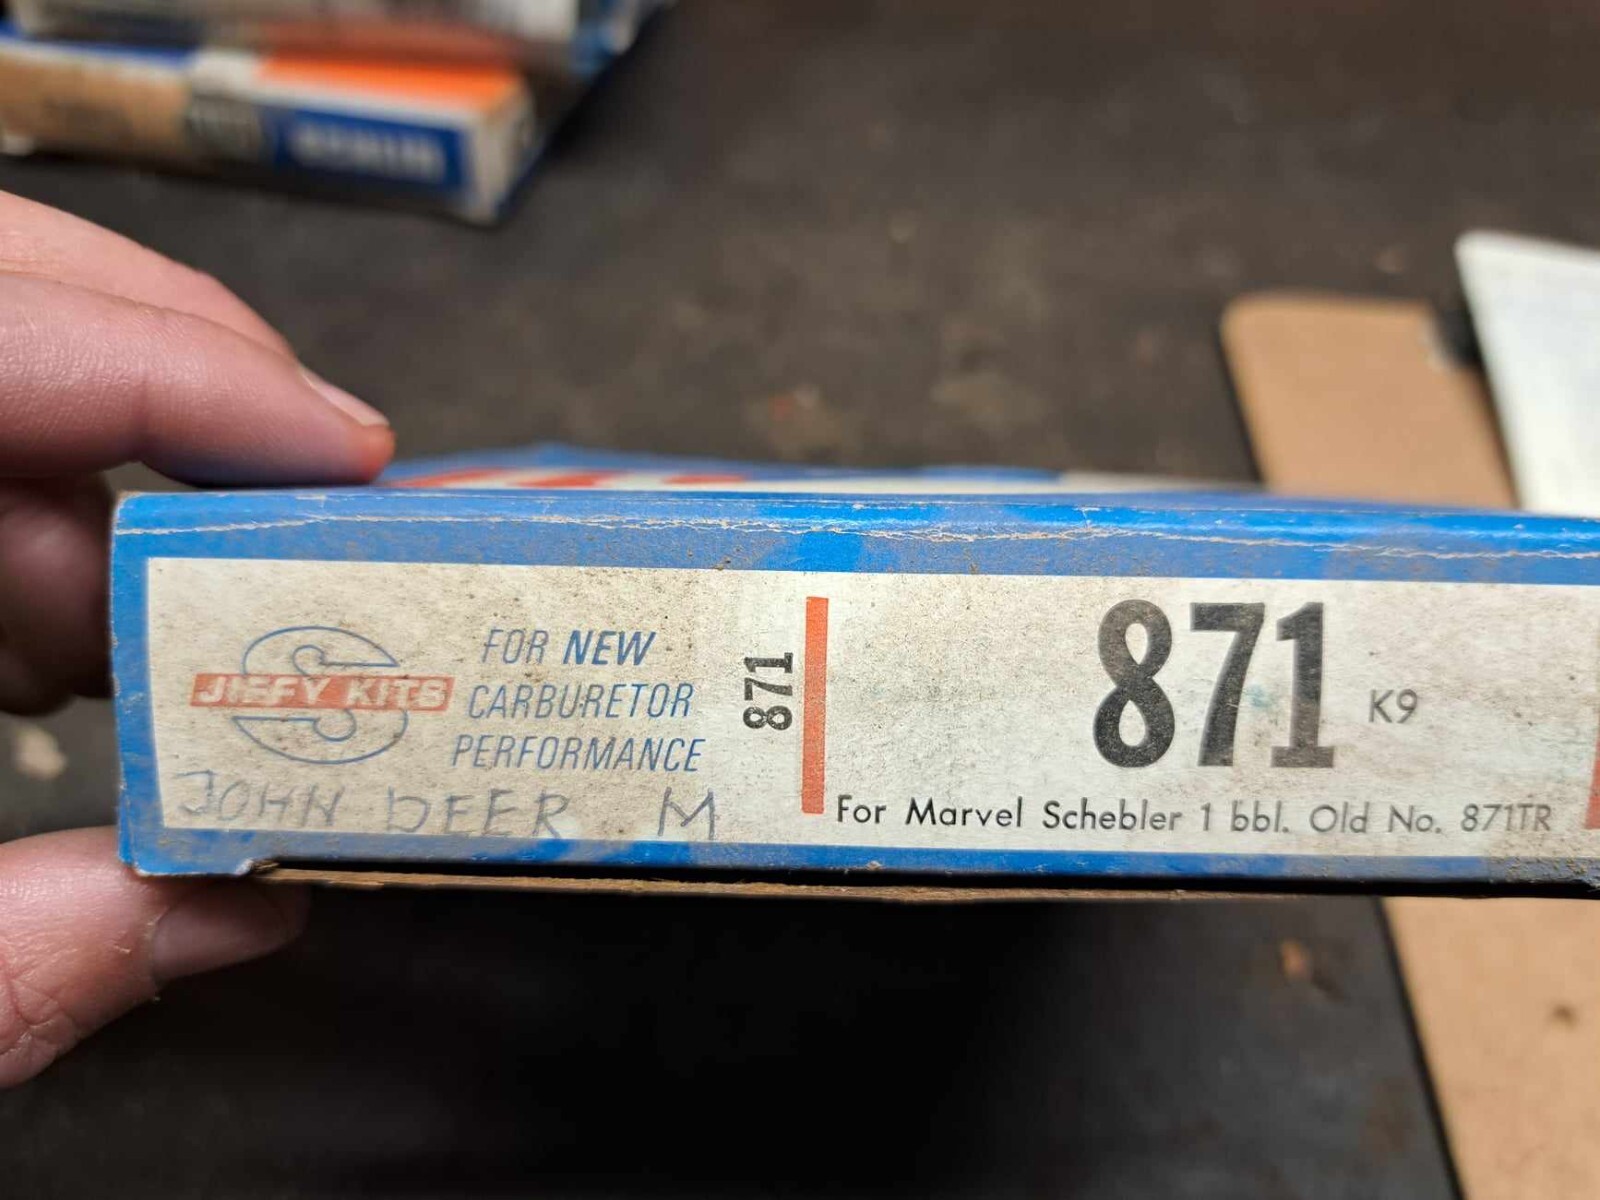 JIFFY KITS
FOR NEW
CARBURETOR
PERFORMANCE
JOHN DEER M
871
871 K9
For Marvel Schebler 1 bbl. Old No. 871TR